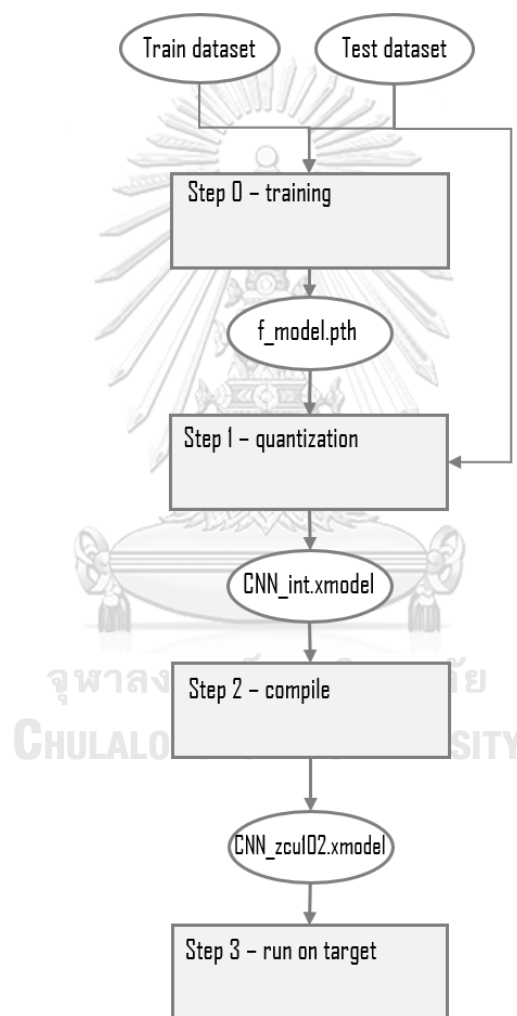 Train dataset
Test dataset
Step 0 – training
f_model.pth
Step 1 – quantization
CNN_int.xmodel
Step 2 – compile
CNN_zcu102.xmodel
Step 3 – run on target